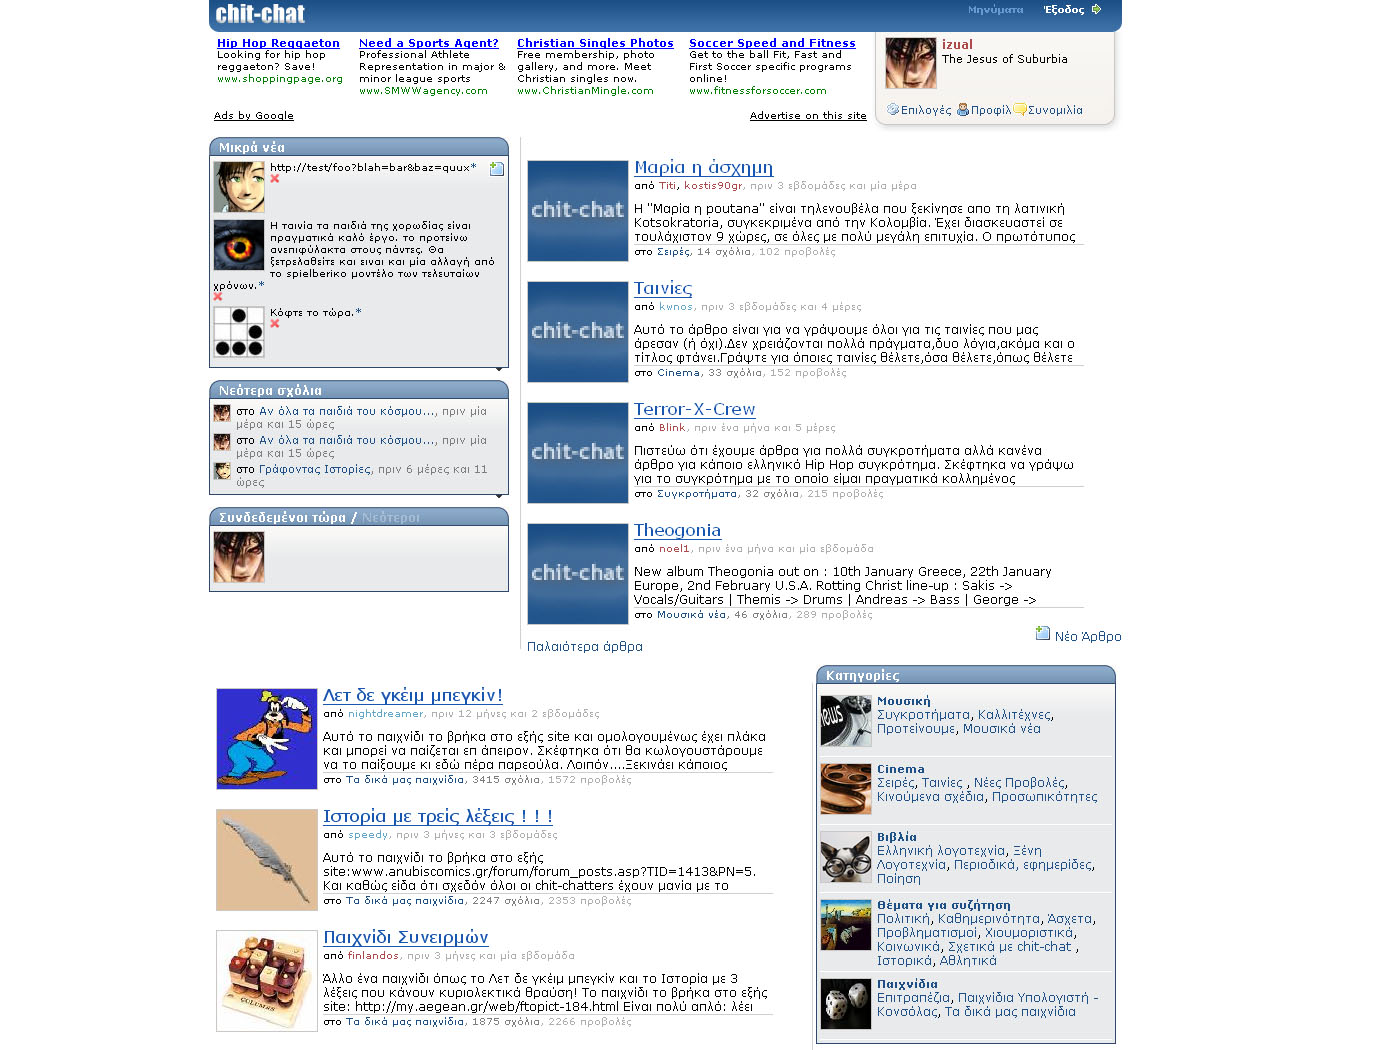 chit-chat
Μηνύματα Έξοδος
Hip Hop Reggaeton
Looking for hip hop
reggaeton? Save!
www.shoppingpage.org
Need a Sports Agent?
Professional Athlete
Representation in major &
minor league sports
www.SMWWagency.com
Christian Singles Photos
Free membership, photo
gallery, and more. Meet
Christian singles now.
www.ChristianMingle.com
Soccer Speed and Fitness
Get to the ball Fit, Fast and
First Soccer specific programs
online!
www.fitnessforsoccer.com
Ads by Google
Advertise on this site
izual
The Jesus of Suburbia
Επιλογές Προφίλ Συνομιλία
Μικρά νέα
http://test/foo?blah=bar&baz=quux*
Η ταινία τα παιδιά της χορωδίας είναι
πραγματικά καλό έργο. το προτείνω
ανεπιφύλακτα στους πάντες. Θα
ξετρελαθείτε και ειναι και μία αλλαγή από
το spielberiko μοντέλο των τελευταίων
χρόνων.*
Κόφτε το τώρα.*
Νεότερα σχόλια
στο Αν όλα τα παιδιά του κόσμου..., πριν μία
μέρα και 15 ώρες
στο Αν όλα τα παιδιά του κόσμου..., πριν μία
μέρα και 15 ώρες
στο Γράφοντας Ιστορίες, πριν 6 μέρες και 11
ώρες
Συνδεδεμένοι τώρα / Νεότεροι
chit-chat
Μαρία η άσχημη
από Titi, kostis90gr, πριν 3 εβδομάδες και μία μέρα
Η "Μαρία η poutana" είναι τηλενουβέλα που ξεκίνησε απο τη λατινική
Kotsokratoria, συγκεκριμένα από την Κολομβία. Έχει διασκευαστεί σε
τουλάχιστον 9 χώρες, σε όλες με πολύ μεγάλη επιτυχία. Ο πρωτότυπος
στο Σειρές, 14 σχόλια, 102 προβολές
chit-chat
Ταινίες
από kwnos, πριν 3 εβδομάδες και 4 μέρες
Αυτό το άρθρο είναι για να γράψουμε όλοι για τις ταινίες που μας
άρεσαν (ή όχι).Δεν χρειάζονται πολλά πράγματα,δυο λόγια,ακόμα και ο
τίτλος φτάνει.Γράψτε για όποιες ταινίες θέλετε,όσα θέλετε,όπως θέλετε
στο Cinema, 33 σχόλια, 152 προβολές
chit-chat
Terror-X-Crew
από Blink, πριν ένα μήνα και 5 μέρες
Πιστεύω ότι έχουμε άρθρα για πολλά συγκροτήματα αλλά κανένα
άρθρο για κάποιο ελληνικό Hip Hop συγκρότημα. Σκέφτηκα να γράψω
για το συγκρότημα με το οποίο είμαι πραγματικά κολλημένος
στο Συγκροτήματα, 32 σχόλια, 215 προβολές
chit-chat
Theogonia
από noel1, πριν ένα μήνα και μία εβδομάδα
New album Theogonia out on : 10th January Greece, 22th January
Europe, 2nd February U.S.A. Rotting Christ line-up : Sakis ->
Vocals/Guitars | Themis -> Drums | Andreas -> Bass | George ->
στο Μουσικά νέα, 46 σχόλια, 289 προβολές
Νέο Άρθρο
Παλαιότερα άρθρα
Λετ δε γκέιμ μπεγκίν!
από nightdreamer, πριν 12 μήνες και 2 εβδομάδες
Αυτό το παιχνίδι το βρήκα στο εξής site και ομολογουμένως έχει πλάκα
και μπορεί να παίζεται επ άπειρον. Σκέφτηκα ότι θα κωλογουστάρουμε
να το παίξουμε κι εδώ πέρα παρεούλα. Λοιπόν....Ξεκινάει κάποιος
στο Τα δικά μας παιχνίδια, 3415 σχόλια, 1572 προβολές
Ιστορία με τρείς λέξεις ! ! !
από speedy, πριν 3 μήνες και 3 εβδομάδες
Αυτό το παιχνίδι το βρήκα στο εξής
site:www.anubiscomics.gr/forum/forum_posts.asp?TID=1413&PN=5.
Και καθώς είδα ότι σχεδόν όλοι οι chit-chatters έχουν μανία με το
στο Τα δικά μας παιχνίδια, 2247 σχόλια, 2353 προβολές
COLUMBUS
Παιχνίδι Συνειρμών
από finlandos, πριν 3 μήνες και μία εβδομάδα
Άλλο ένα παιχνίδι όπως το Λετ δε γκέιμ μπεγκίν και το Ιστορία με 3
λέξεις που κάνουν κυριολεκτικά θραύση! Το παιχνίδι το βρήκα στο εξής
site: http://my.aegean.gr/web/ftopict-184.html Είναι πολύ απλό: λέει
στο Τα δικά μας παιχνίδια, 1875 σχόλια, 2266 προβολές
Κατηγορίες
news
Μουσική
Συγκροτήματα, Καλλιτέχνες,
Προτείνουμε, Μουσικά νέα
Cinema
Σειρές, Ταινίες , Νέες Προβολές,
Κινούμενα σχέδια, Προσωπικότητες
Βιβλία
Ελληνική λογοτεχνία, Ξένη
Λογοτεχνία, Περιοδικά, εφημερίδες,
Ποίηση
Θέματα για συζήτηση
Πολιτική, Καθημερινότητα, Άσχετα,
Προβληματισμοί, Χιουμοριστικά,
Κοινωνικά, Σχετικά με chit-chat ,
Ιστορικά, Αθλητικά
Παιχνίδια
Επιτραπέζια, Παιχνίδια Υπολογιστή -
Κονσόλας, Τα δικά μας παιχνίδια